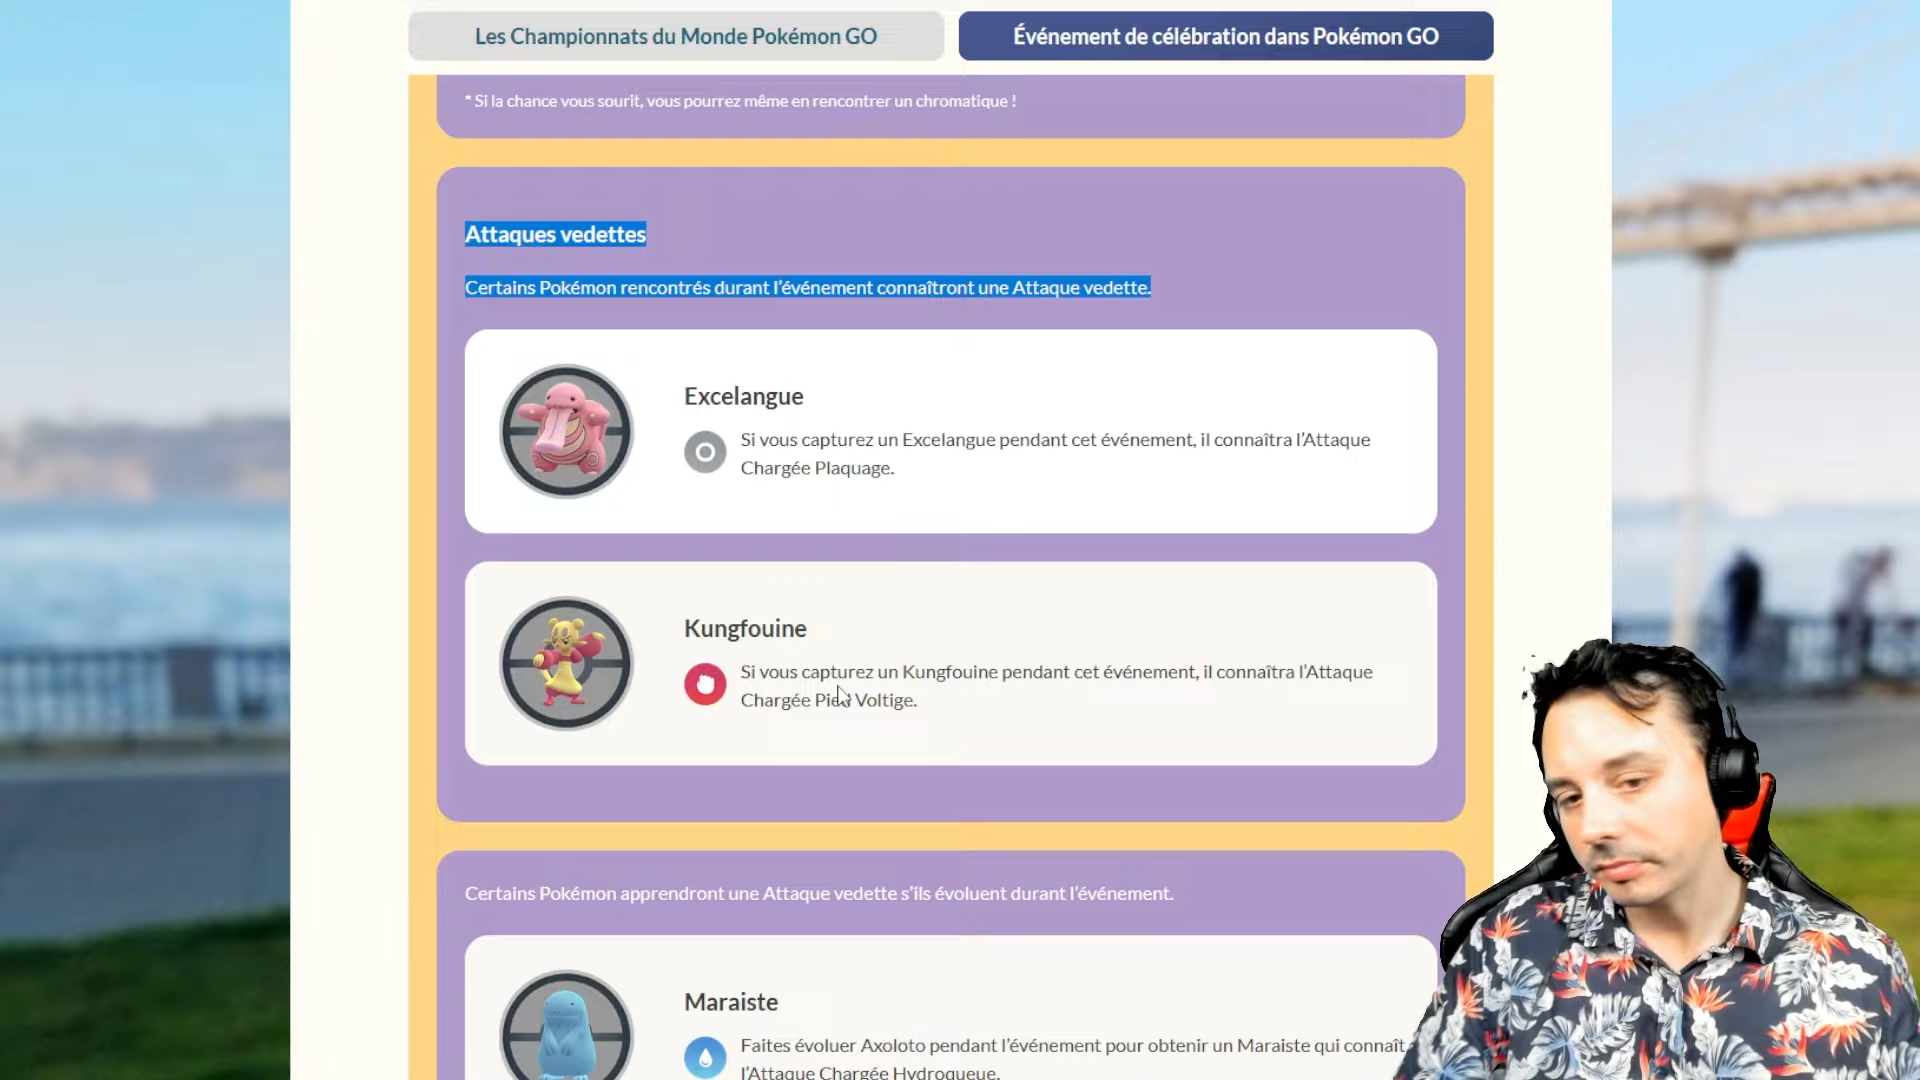 Les Championnats du Monde Pokémon GO
Événement de célébration dans Pokémon GO
* Si la chance vous sourit, vous pourrez même en rencontrer un chromatique !
Attaques vedettes
Certains Pokémon rencontrés durant l'événement connaîtront une Attaque vedette.
Excelangue
Si vous capturez un Excelangue pendant cet événement, il connaîtra l'Attaque
Chargée Plaquage.
Kungfouine
Si vous capturez un Kungfouine pendant cet événement, il connaîtra l'Attaque
Chargée Pied Voltige.
Certains Pokémon apprendront une Attaque vedette s'ils évoluent durant l'événement.
Maraiste
Faites évoluer Axoloto pendant l'événement pour obtenir un Maraiste qui connaît
l'Attaque Chargée Hydroqueue.